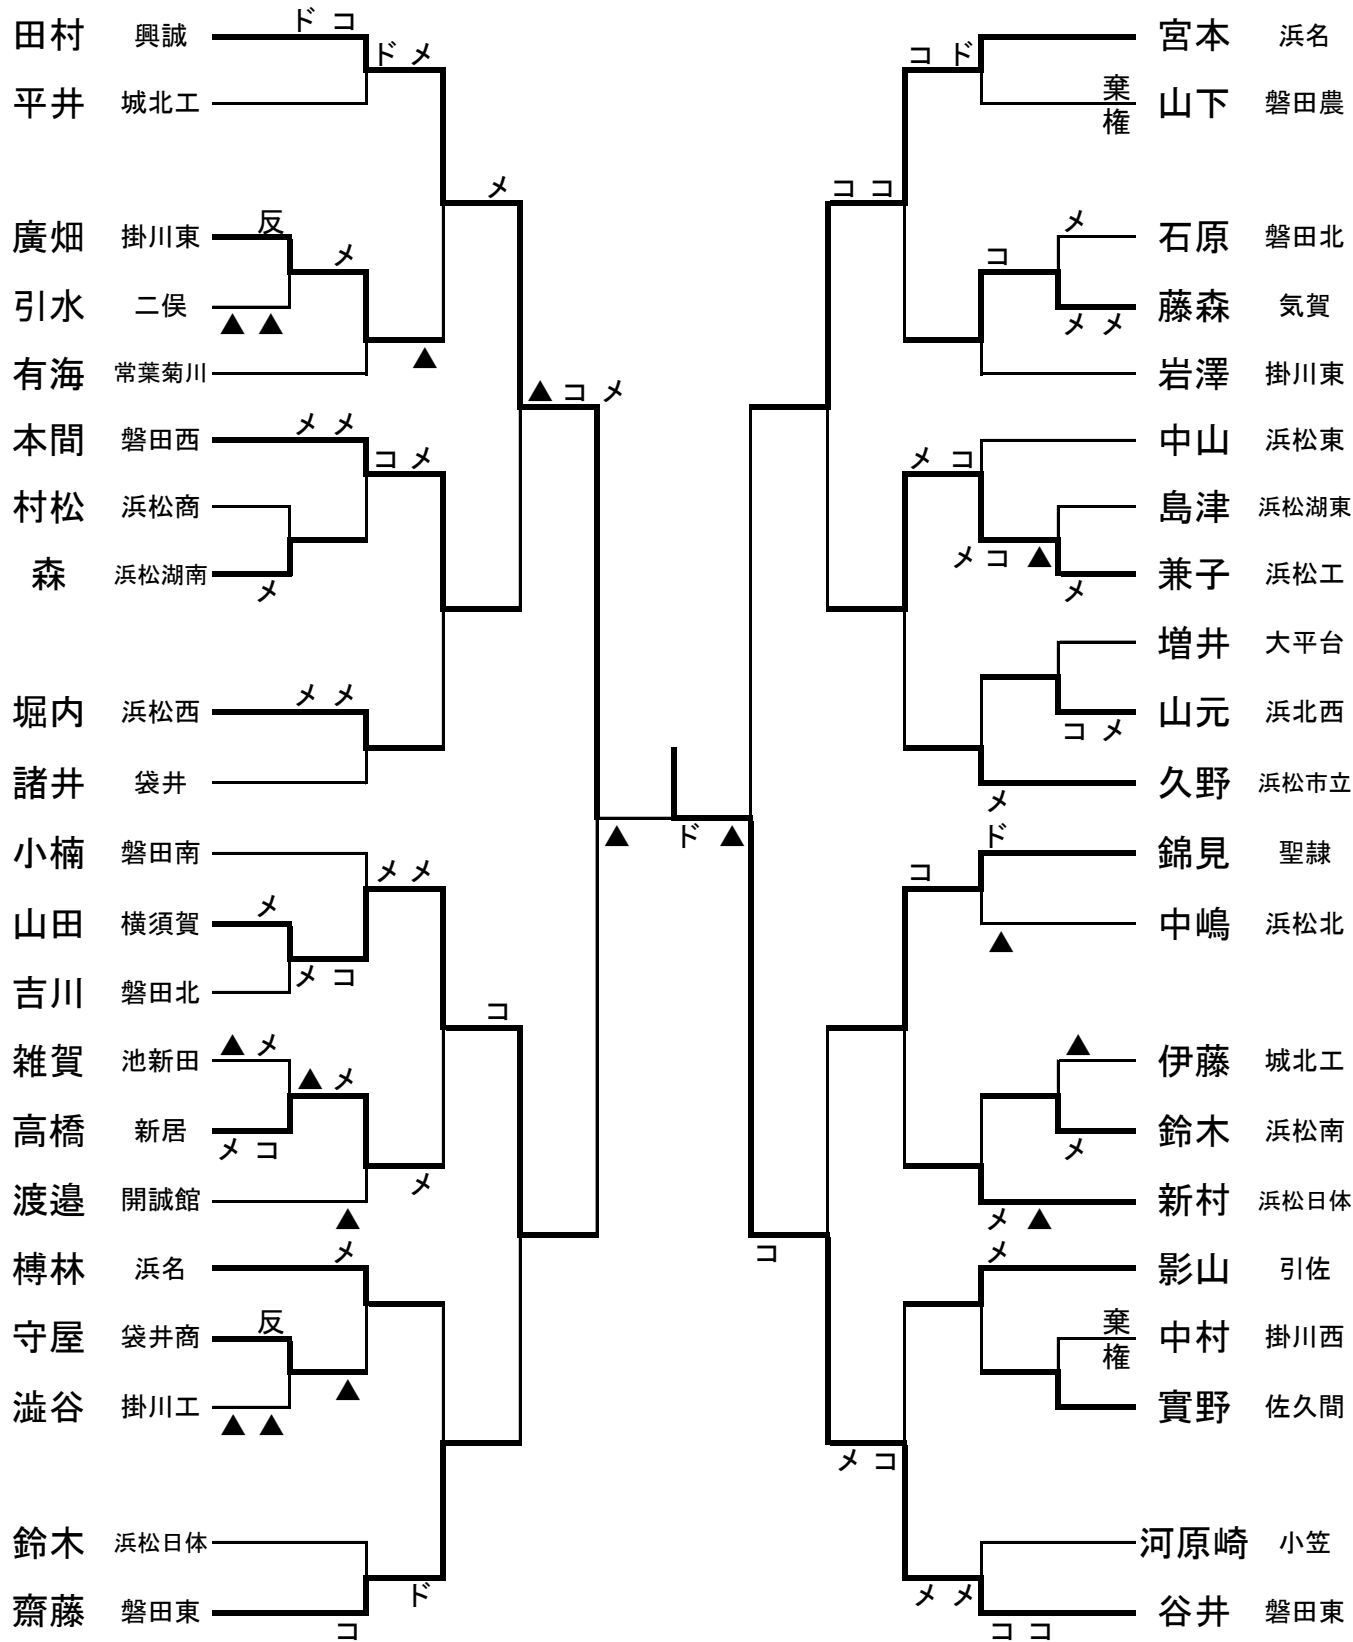 田村 興誠 ド コ
ド メ
平井 城北工
メ
廣畑 掛川東 反
メ
引水 二俣 ▲ ▲
有海 常葉菊川 ▲
▲ コ メ
本間 磐田西 メ メ
コ メ
村松 浜松商
森 浜松湖南 メ
堀内 浜松西 メ メ
諸井 袋井
小楠 磐田南
メ メ
山田 横須賀 メ
メ コ
吉川 磐田北
コ
雑賀 池新田 ▲ メ
▲ メ
高橋 新居 メ コ
メ
渡邉 開誠館 ▲
榑林 浜名 メ
守屋 袋井商 反
▲
澁谷 掛川工 ▲ ▲
鈴木 浜松日体
ド
齋藤 磐田東 コ
▲ ド ▲
宮本 浜名
コ ド
棄権 山下 磐田農
コ コ
メ 石原 磐田北
コ
藤森 気賀 メ メ
岩澤 掛川東
中山 浜松東
メ コ
島津 浜松湖東
メ コ ▲
兼子 浜松工 メ
増井 大平台
山元 浜北西 コ メ
久野 浜松市立 メ
ド 錦見 聖隷
コ
中嶋 浜松北 ▲
▲ 伊藤 城北工
鈴木 浜松南 メ
新村 浜松日体 メ ▲
コ
メ 影山 引佐
棄権 中村 掛川西
實野 佐久間
メ コ
河原崎 小笠
メ メ
谷井 磐田東 コ コ